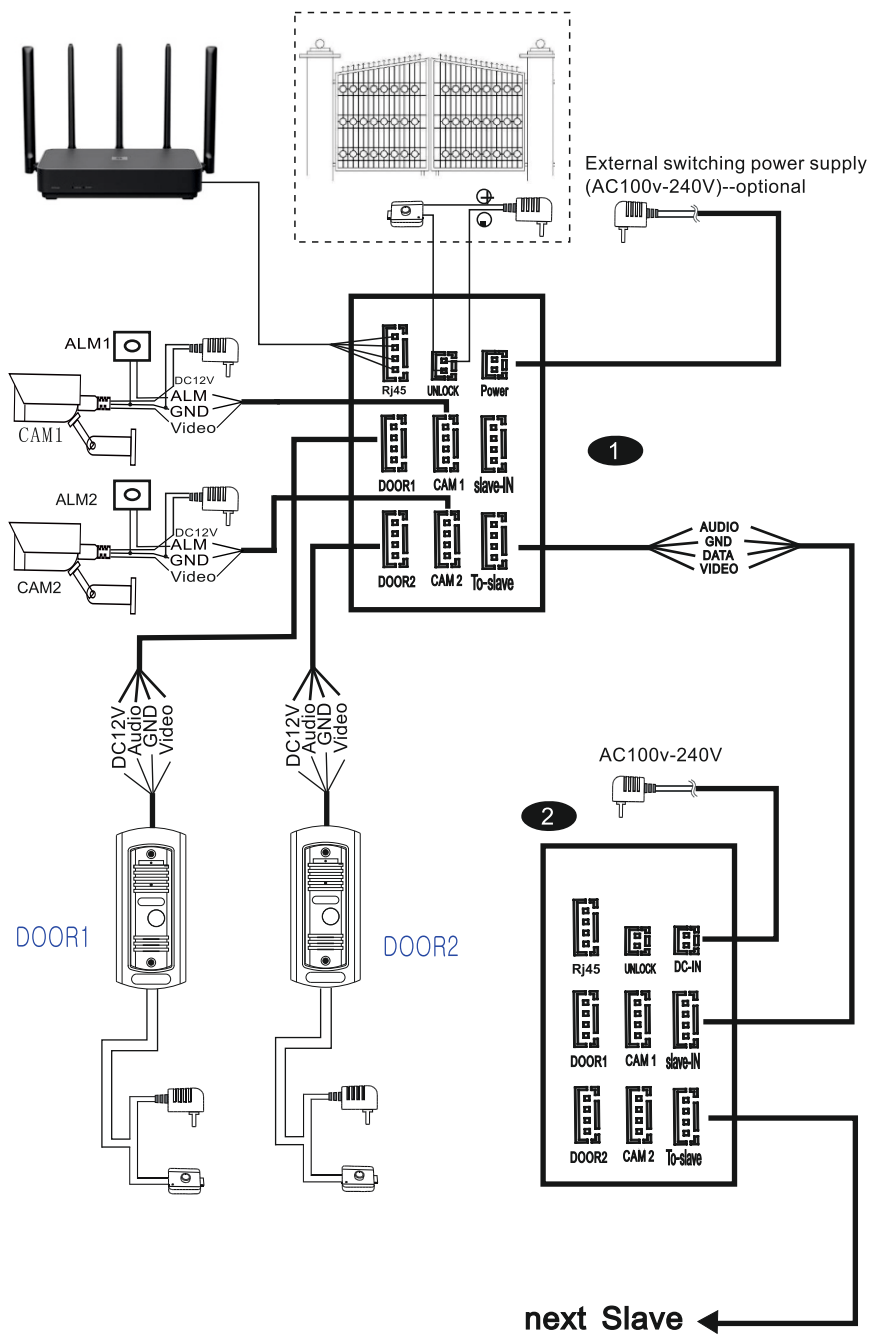 External switching power supply
(AC100v-240V)--optional
ALM1
DC12V
ALM
GND
Video
CAM1
Rj45
UNLOCK
Power
DOOR1
CAM 1
slave-IN
1
ALM2
DC12V
ALM
GND
Video
CAM2
DOOR2
CAM 2
To-slave
AUDIO
GND
DATA
VIDEO
DC12V
Audio
GND
Video
DC12V
Audio
GND
Video
AC100v-240V
2
DOOR1
DOOR2
Rj45
UNLOCK
DC-IN
DOOR1
CAM 1
slave-IN
DOOR2
CAM 2
To-slave
next Slave